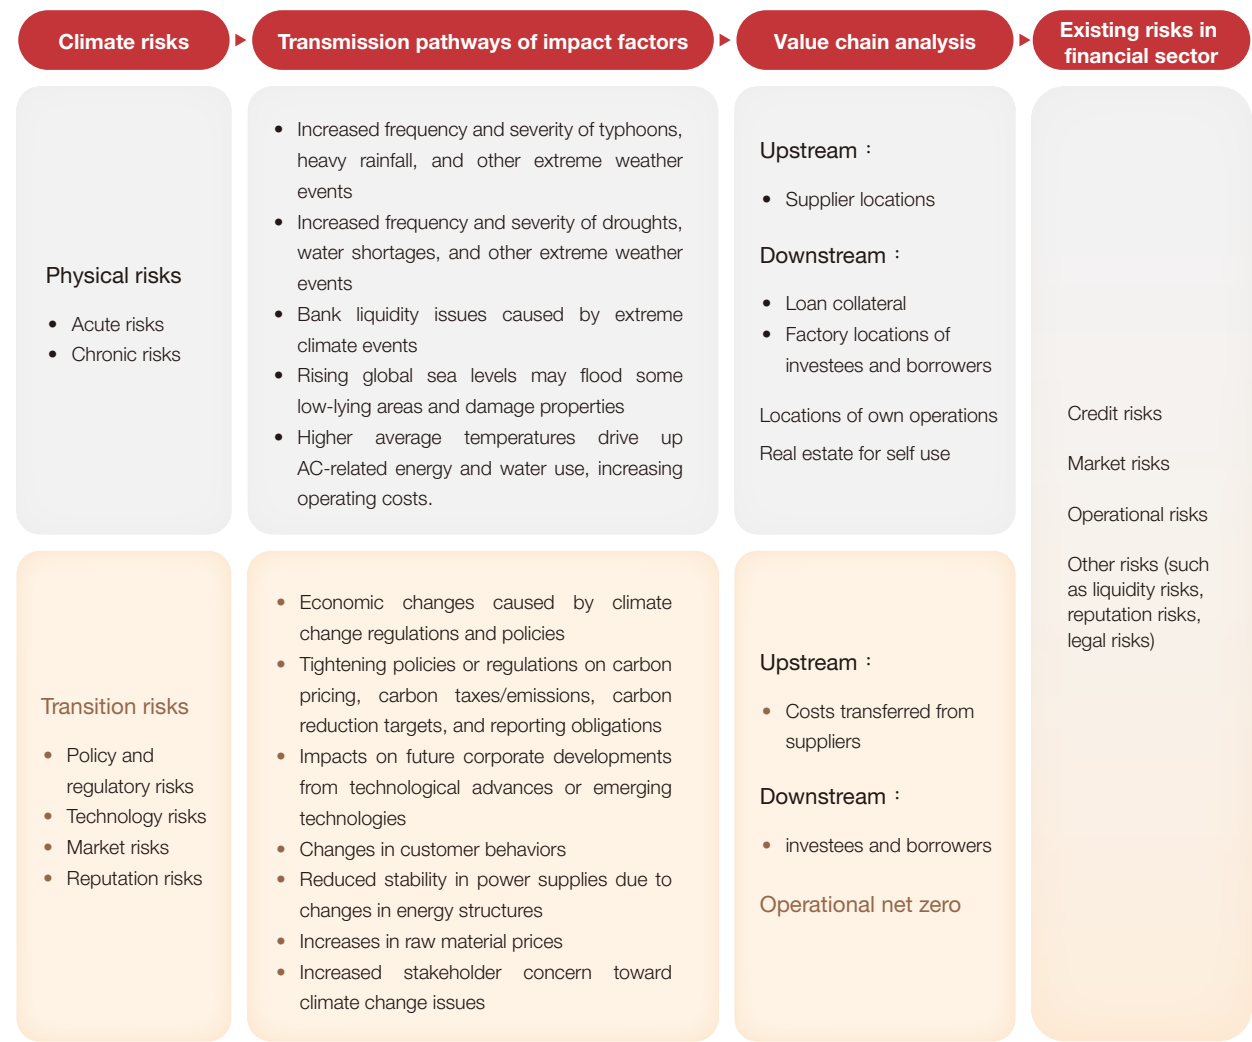 Climate risks
Transmission pathways of impact factors
Value chain analysis
Existing risks in
financial sector
Physical risks
• Acute risks
• Chronic risks
• Increased frequency and severity of typhoons,
heavy rainfall, and other extreme weather
events
• Increased frequency and severity of droughts,
water shortages, and other extreme weather
events
• Bank liquidity issues caused by extreme
climate events
• Rising global sea levels may flood some
low-lying areas and damage properties
• Higher average temperatures drive up
AC-related energy and water use, increasing
operating costs.
Upstream：
• Supplier locations
Downstream：
• Loan collateral
• Factory locations of
investees and borrowers
Locations of own operations
Real estate for self use
Transition risks
• Policy and
regulatory risks
• Technology risks
• Market risks
• Reputation risks
• Economic changes caused by climate
change regulations and policies
• Tightening policies or regulations on carbon
pricing, carbon taxes/emissions, carbon
reduction targets, and reporting obligations
• Impacts on future corporate developments
from technological advances or emerging
technologies
• Changes in customer behaviors
• Reduced stability in power supplies due to
changes in energy structures
• Increases in raw material prices
• Increased stakeholder concern toward
climate change issues
Upstream：
• Costs transferred from
suppliers
Downstream：
• investees and borrowers
Operational net zero
Credit risks
Market risks
Operational risks
Other risks (such
as liquidity risks,
reputation risks,
legal risks)